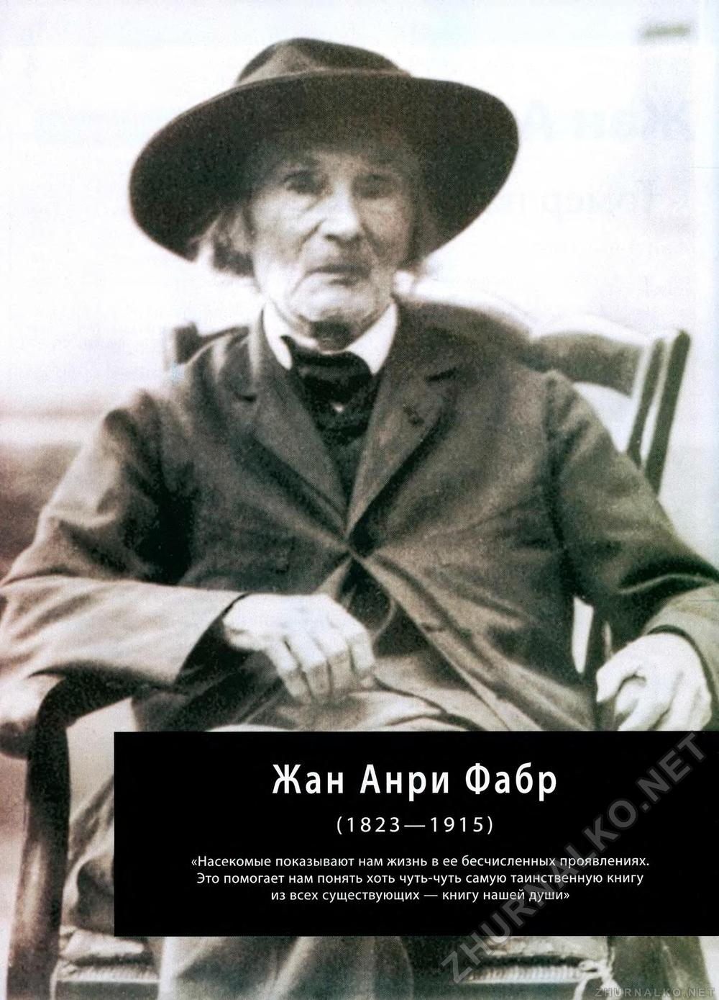 Жан Анри Фабр
(1823—1915)
«Насекомые показывают нам жизнь в ее бесчисленных проявлениях.
Это помогает нам понять хоть чуть-чуть самую таинственную книгу
из всех существующих — книгу нашей души»
ZHURNALKO.NET
ZHURNALKO.NET